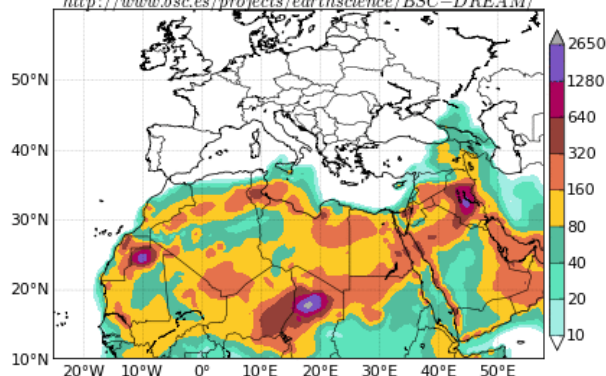 http://www.bsc.es/projects/earthscience/BSC−DREAM/
50°N
40°N
30°N
20°N
10°N
20°W 10°W 0° 10°E 20°E 30°E 40°E 50°E
2650
1280
640
320
160
80
40
20
10